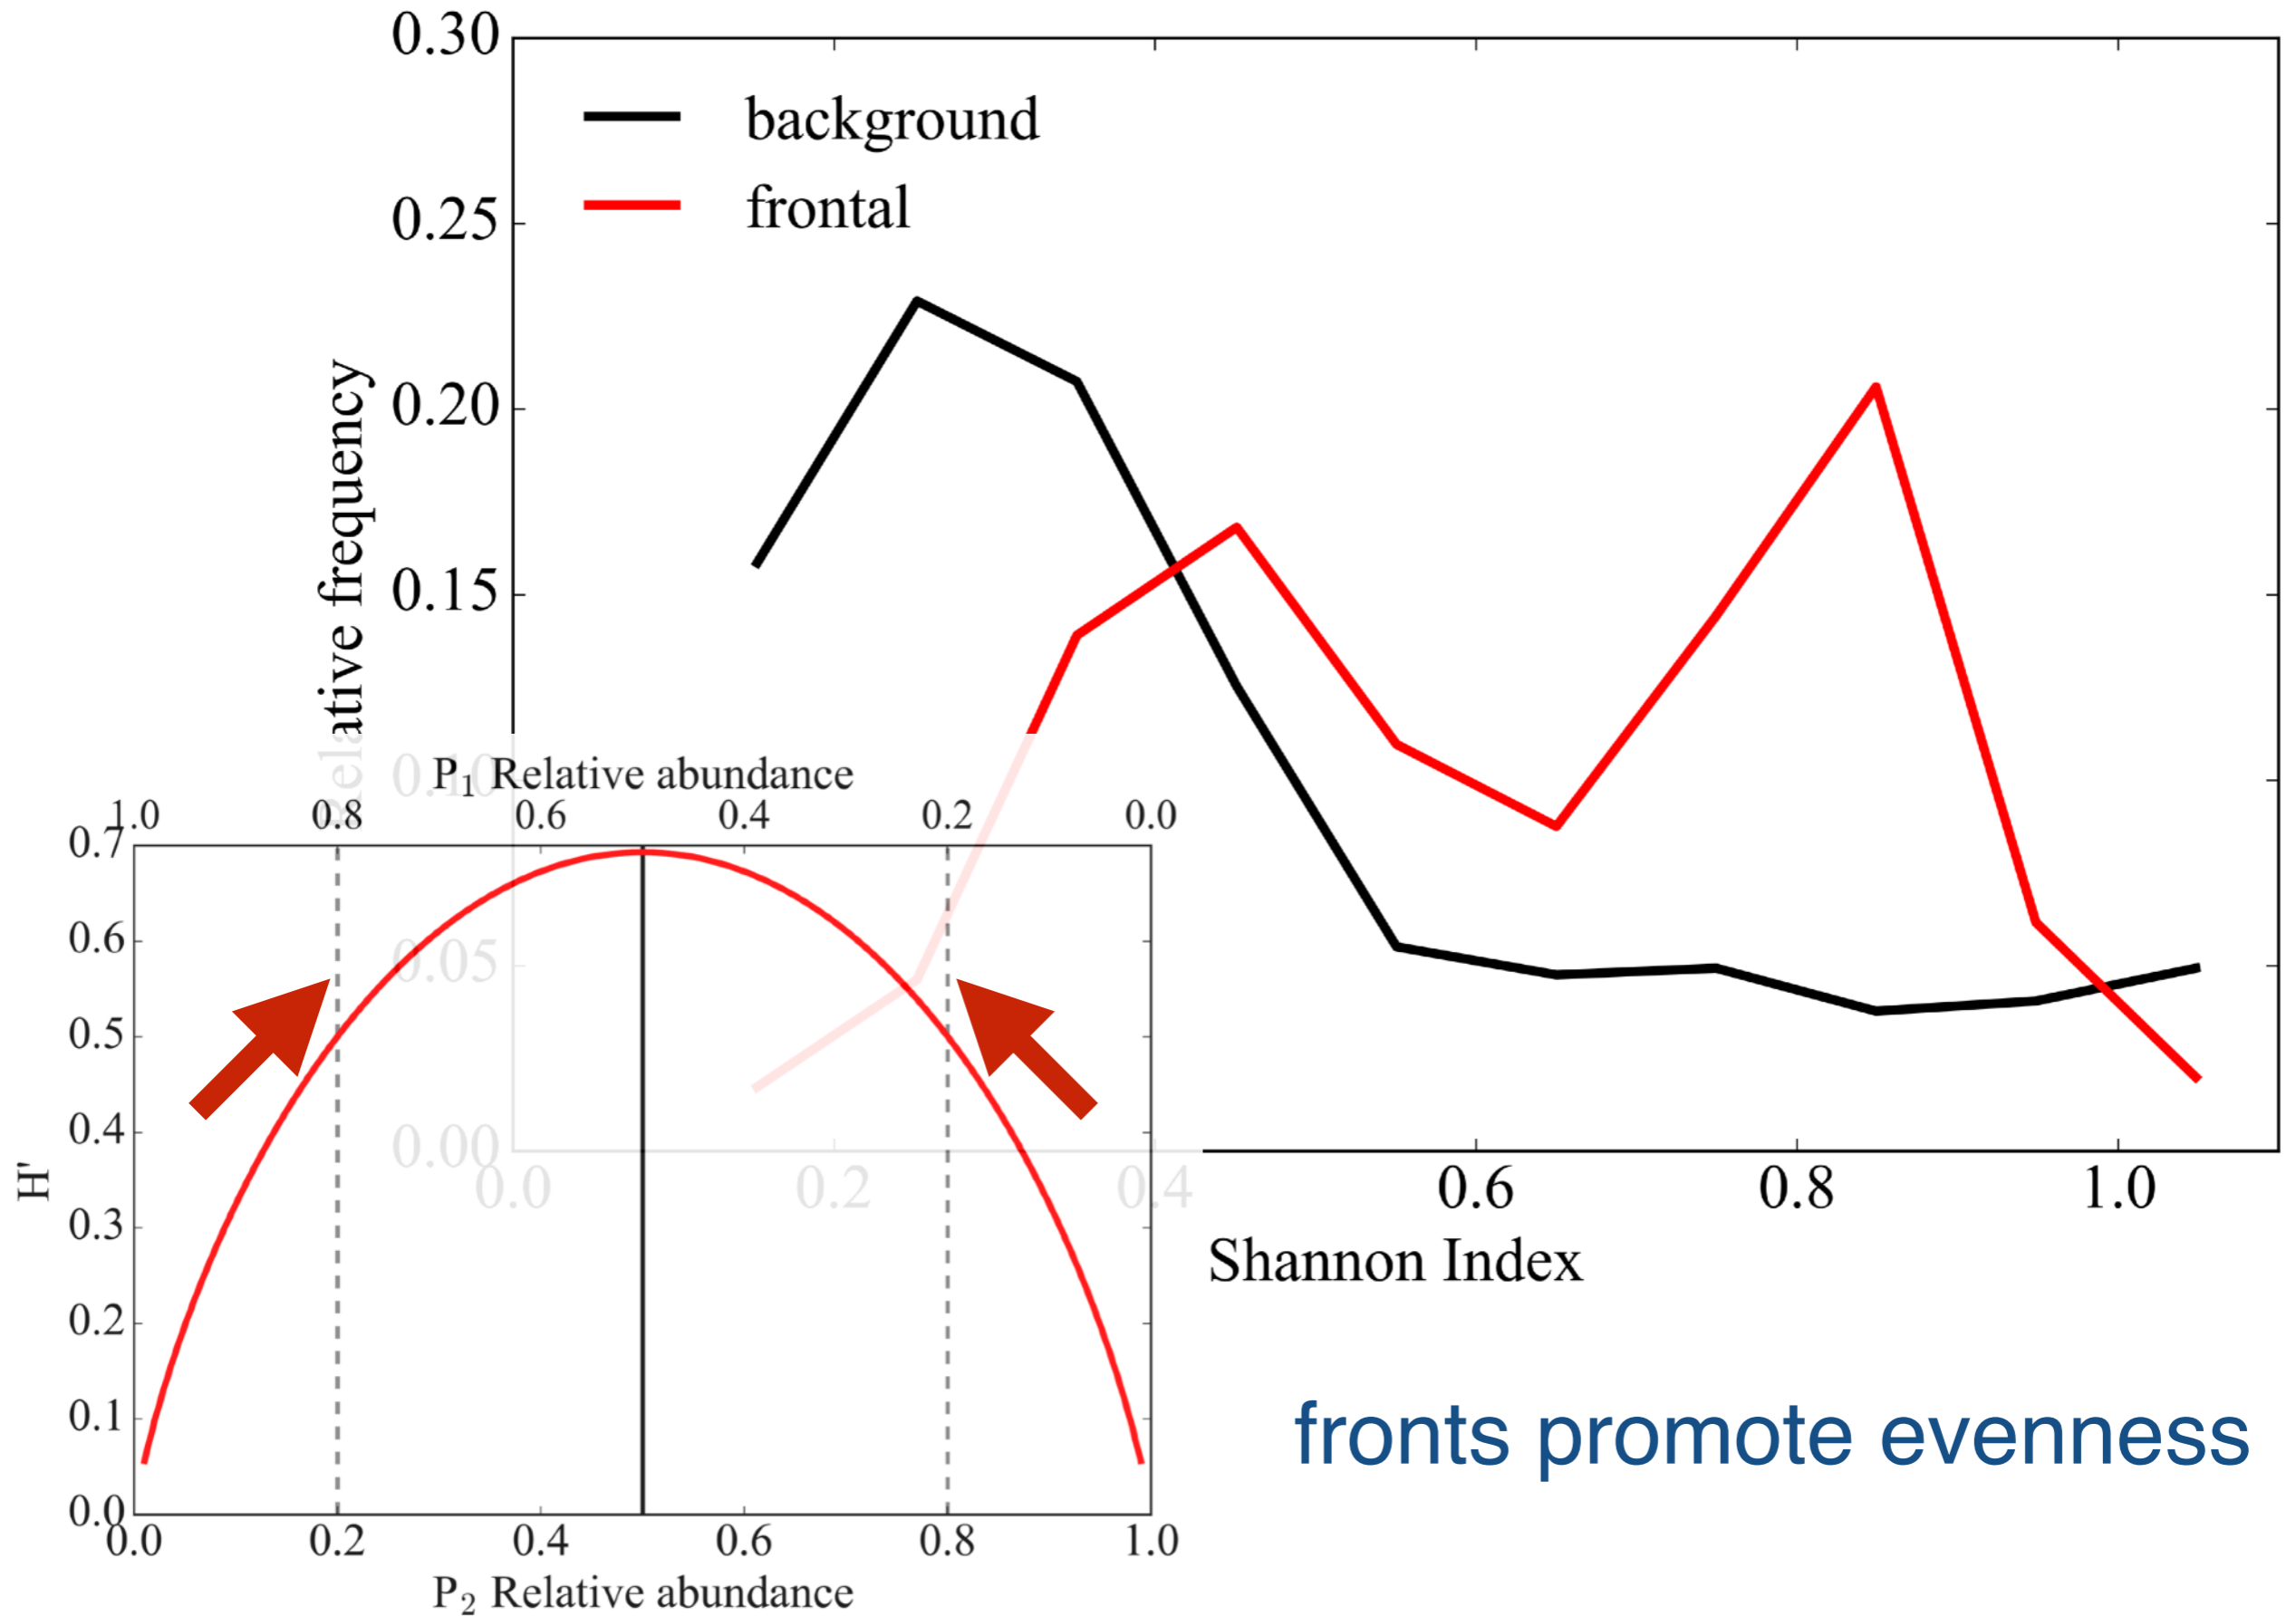 0.30
0.25
0.20
0.15
0.10
0.05
0.00
Relative frequency
background
frontal
0.0 0.2 0.4 0.6 0.8 1.0
Shannon Index
P₁ Relative abundance
1.0 0.8 0.6 0.4 0.2 0.0
0.7
0.6
0.5
0.4
0.3
0.2
0.1
0.0
H'
0.0 0.2 0.4 0.6 0.8 1.0
P₂ Relative abundance
fronts promote evenness